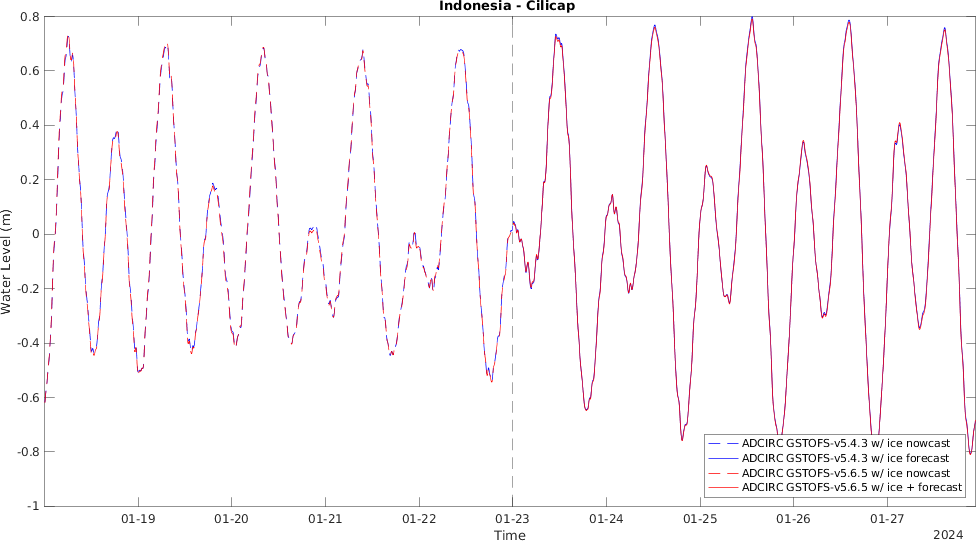 Indonesia - Cilicap
Water Level (m)
0.8
0.6
0.4
0.2
0
-0.2
-0.4
-0.6
-0.8
-1
ADCIRC GSTOFS-v5.4.3 w/ ice nowcast
ADCIRC GSTOFS-v5.4.3 w/ ice forecast
ADCIRC GSTOFS-v5.6.5 w/ ice nowcast
ADCIRC GSTOFS-v5.6.5 w/ ice + forecast
01-19 01-20 01-21 01-22 01-23 01-24 01-25 01-26 01-27
Time
2024